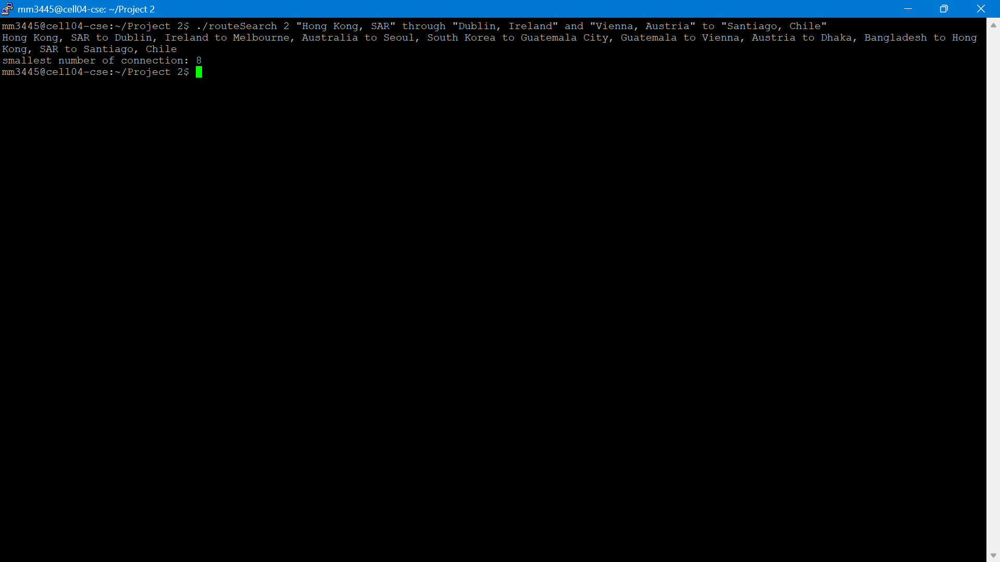 mm3445@cell04-cse: ~/Project 2
mm3445@cell04-cse:~/Project 2$ ./routeSearch 2 "Hong Kong, SAR" through "Dublin, Ireland" and "Vienna, Austria" to "Santiago, Chile"
Hong Kong, SAR to Dublin, Ireland to Melbourne, Australia to Seoul, South Korea to Guatemala City, Guatemala to Vienna, Austria to Dhaka, Bangladesh to Hong
Kong, SAR to Santiago, Chile
smallest number of connection: 8
mm3445@cell04-cse:~/Project 2$